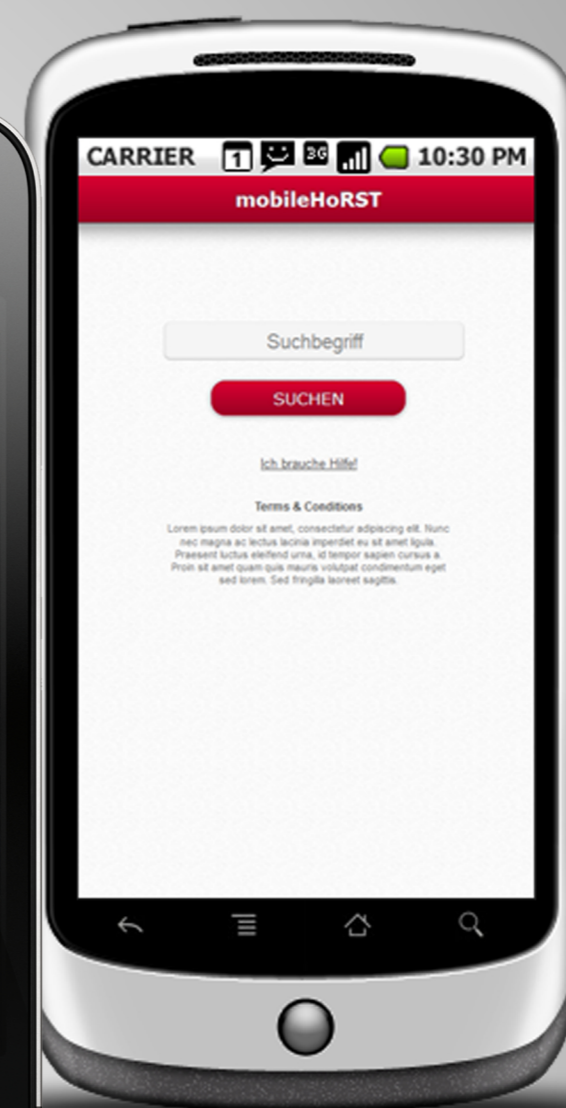 CARRIER 1 3G 10:30 PM
mobileHoRST
Suchbegriff
SUCHEN
Ich brauche Hilfe!
Terms & Conditions
Lorem ipsum dolor sit amet, consectetur adipiscing elit. Nunc
nec magna ac lectus lacinia imperdiet eu sit amet ligula.
Praesent luctus eleifend urna, id tempor sapien cursus a.
Proin sit amet quam quis mauris volutpat condimentum eget
sed lorem. Sed fringilla laoreet sagittis.